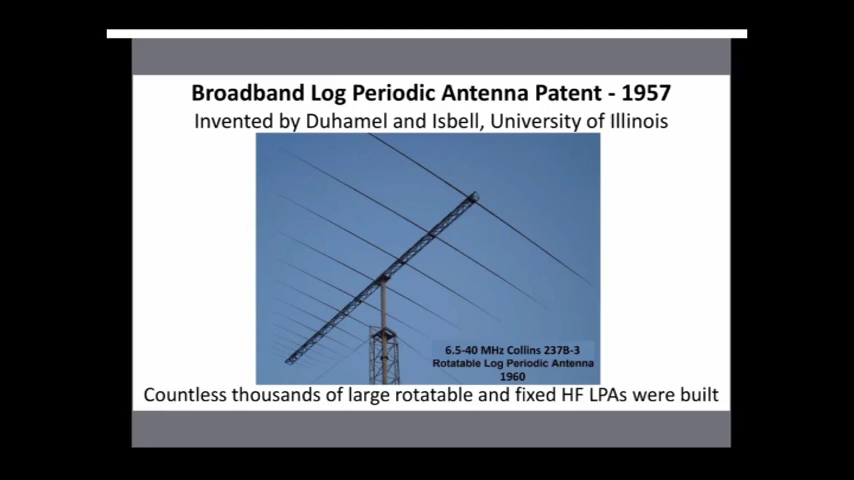 Broadband Log Periodic Antenna Patent - 1957
Invented by Duhamel and Isbell, University of Illinois
6.5-40 MHz Collins 237B-3
Rotatable Log Periodic Antenna
1960
Countless thousands of large rotatable and fixed HF LPAs were built